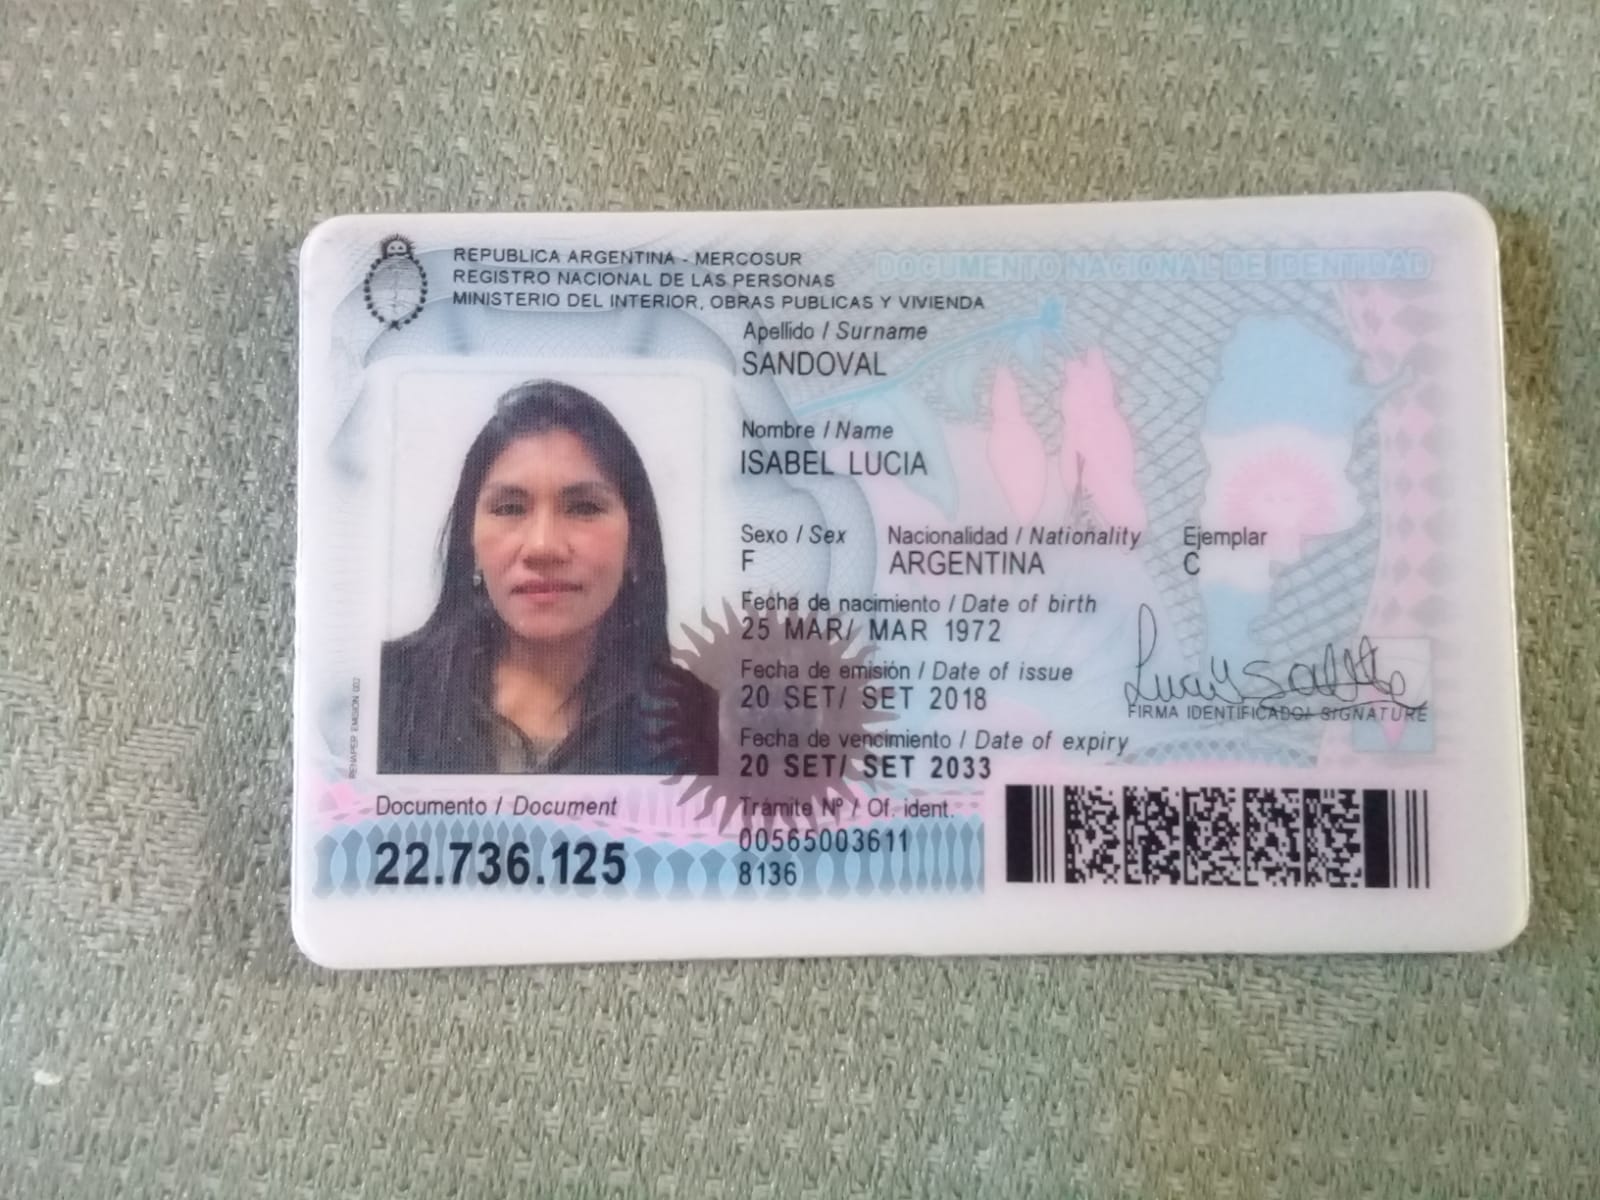 REPUBLICA ARGENTINA - MERCOSUR
REGISTRO NACIONAL DE LAS PERSONAS
MINISTERIO DEL INTERIOR, OBRAS PUBLICAS Y VIVIENDA
DOCUMENTO NACIONAL DE IDENTIDAD
Apellido / Surname
SANDOVAL
Nombre / Name
ISABEL LUCIA
Sexo / Sex Nacionalidad / Nationality Ejemplar
F ARGENTINA C
Fecha de nacimiento / Date of birth
25 MAR/ MAR 1972
Fecha de emisión / Date of issue
20 SET/ SET 2018
FIRMA IDENTIFICADO/ SIGNATURE
Fecha de vencimiento / Date of expiry
20 SET/ SET 2033
RENAPER EMISIÓN 002
Documento / Document
22.736.125
Trámite Nº / Of. ident.
00565003611
8136